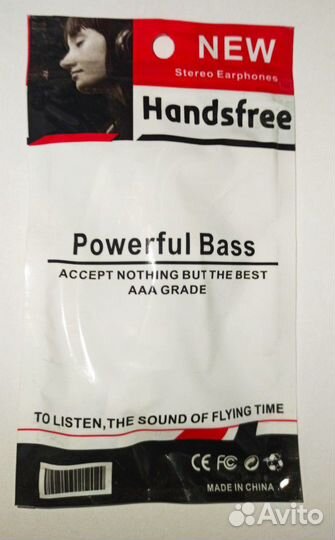 NEW
Stereo Earphones
Handsfree
Powerful Bass
ACCEPT NOTHING BUT THE BEST
AAA GRADE
TO LISTEN,THE SOUND OF FLYING TIME
CE FC
MADE IN CHINA
Avito